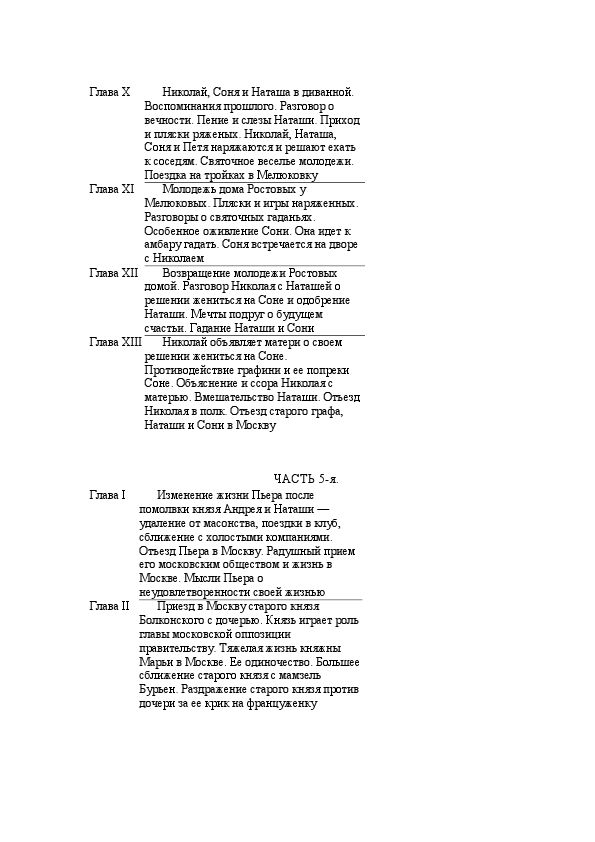 Глава X Николай, Соня и Наташа в диванной.
Воспоминания прошлого. Разговор о
вечности. Пение и слезы Наташи. Приход
и пляски ряженых. Николай, Наташа,
Соня и Петя наряжаются и решают ехать
к соседям. Святочное веселье молодежи.
Поездка на тройках в Мелюковку
Глава XI Молодежь дома Ростовых у
Мелюковых. Пляски и игры наряженных.
Разговоры о святочных гаданьях.
Особенное оживление Сони. Она идет к
амбару гадать. Соня встречается на дворе
с Николаем
Глава XII Возвращение молодежи Ростовых
домой. Разговор Николая с Наташей о
решении жениться на Соне и одобрение
Наташи. Мечты подруг о будущем
счастьи. Гадание Наташи и Сони
Глава XIII Николай объявляет матери о своем
решении жениться на Соне.
Противодействие графини и ее попреки
Соне. Объяснение и ссора Николая с
матерью. Вмешательство Наташи. Отъезд
Николая в полк. Отъезд старого графа,
Наташи и Сони в Москву
ЧАСТЬ 5-я.
Глава I Изменение жизни Пьера после
помолвки князя Андрея и Наташи —
удаление от масонства, поездки в клуб,
сближение с холостыми компаниями.
Отъезд Пьера в Москву. Радушный прием
его московским обществом и жизнь в
Москве. Мысли Пьера о
неудовлетворенности своей жизнью
Глава II Приезд в Москву старого князя
Болконского с дочерью. Князь играет роль
главы московской оппозиции
правительству. Тяжелая жизнь княжны
Марьи в Москве. Ее одиночество. Большее
сближение старого князя с мамзель
Бурьен. Раздражение старого князя против
дочери за ее крик на француженку